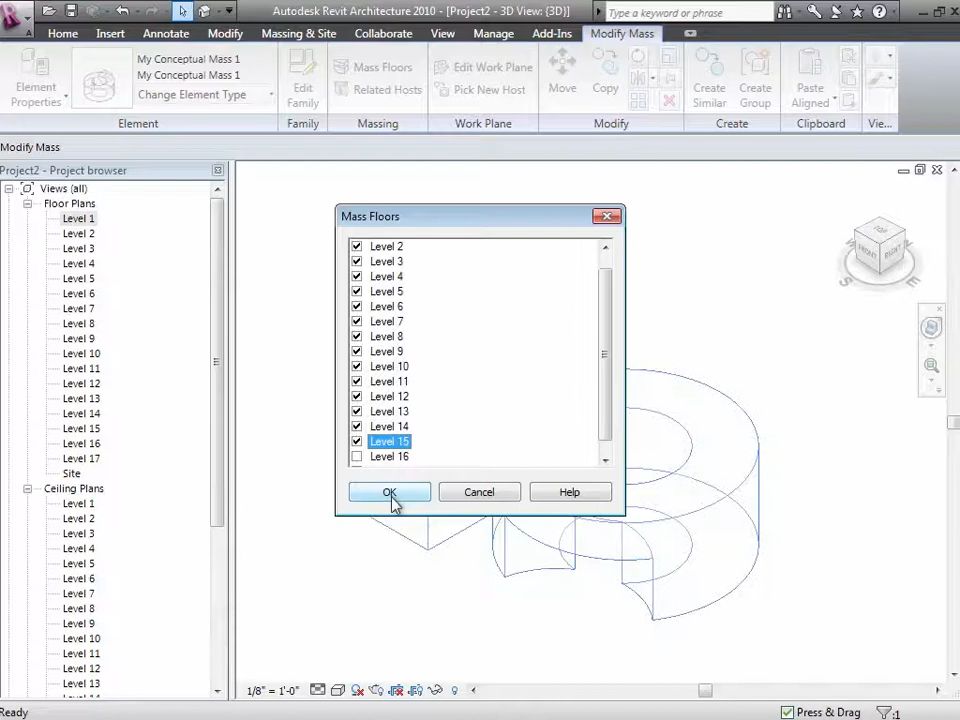 Autodesk Revit Architecture 2010 - [Project2 - 3D View: {3D}]
Type a keyword or phrase
Home Insert Annotate Modify Massing & Site Collaborate View Manage Add-Ins Modify Mass
Element Properties
My Conceptual Mass 1
My Conceptual Mass 1
Change Element Type
Edit Family
Mass Floors
Related Hosts
Edit Work Plane
Pick New Host
Move
Copy
Create Similar
Create Group
Paste Aligned
Element Family Massing Work Plane Modify Create Clipboard Vie...
Modify Mass
Project2 - Project browser
Views (all)
Floor Plans
Level 1
Level 2
Level 3
Level 4
Level 5
Level 6
Level 7
Level 8
Level 9
Level 10
Level 11
Level 12
Level 13
Level 14
Level 15
Level 16
Level 17
Site
Ceiling Plans
Level 1
Level 2
Level 3
Level 4
Level 5
Level 6
Level 7
Level 8
Level 9
Level 10
Level 11
Level 12
Level 13
Level 14
Mass Floors
Level 2
Level 3
Level 4
Level 5
Level 6
Level 7
Level 8
Level 9
Level 10
Level 11
Level 12
Level 13
Level 14
Level 15
Level 16
OK Cancel Help
TOP
FRONT
RIGHT
W
S
E
1/8" = 1'-0"
Ready
Press & Drag
:1